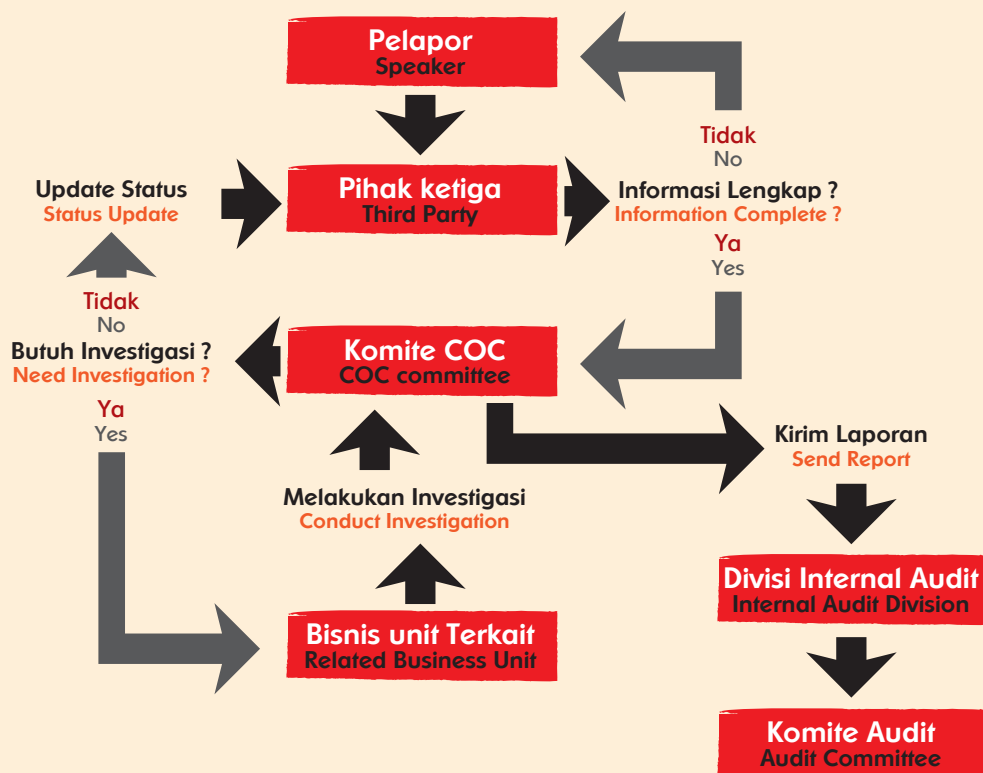 Pelapor
Speaker
Tidak
No
Update Status
Status Update
Pihak ketiga
Third Party
Informasi Lengkap ?
Information Complete ?
Ya
Yes
Tidak
No
Butuh Investigasi ?
Need Investigation ?
Ya
Yes
Komite COC
COC committee
Kirim Laporan
Send Report
Melakukan Investigasi
Conduct Investigation
Divisi Internal Audit
Internal Audit Division
Bisnis unit Terkait
Related Business Unit
Komite Audit
Audit Committee